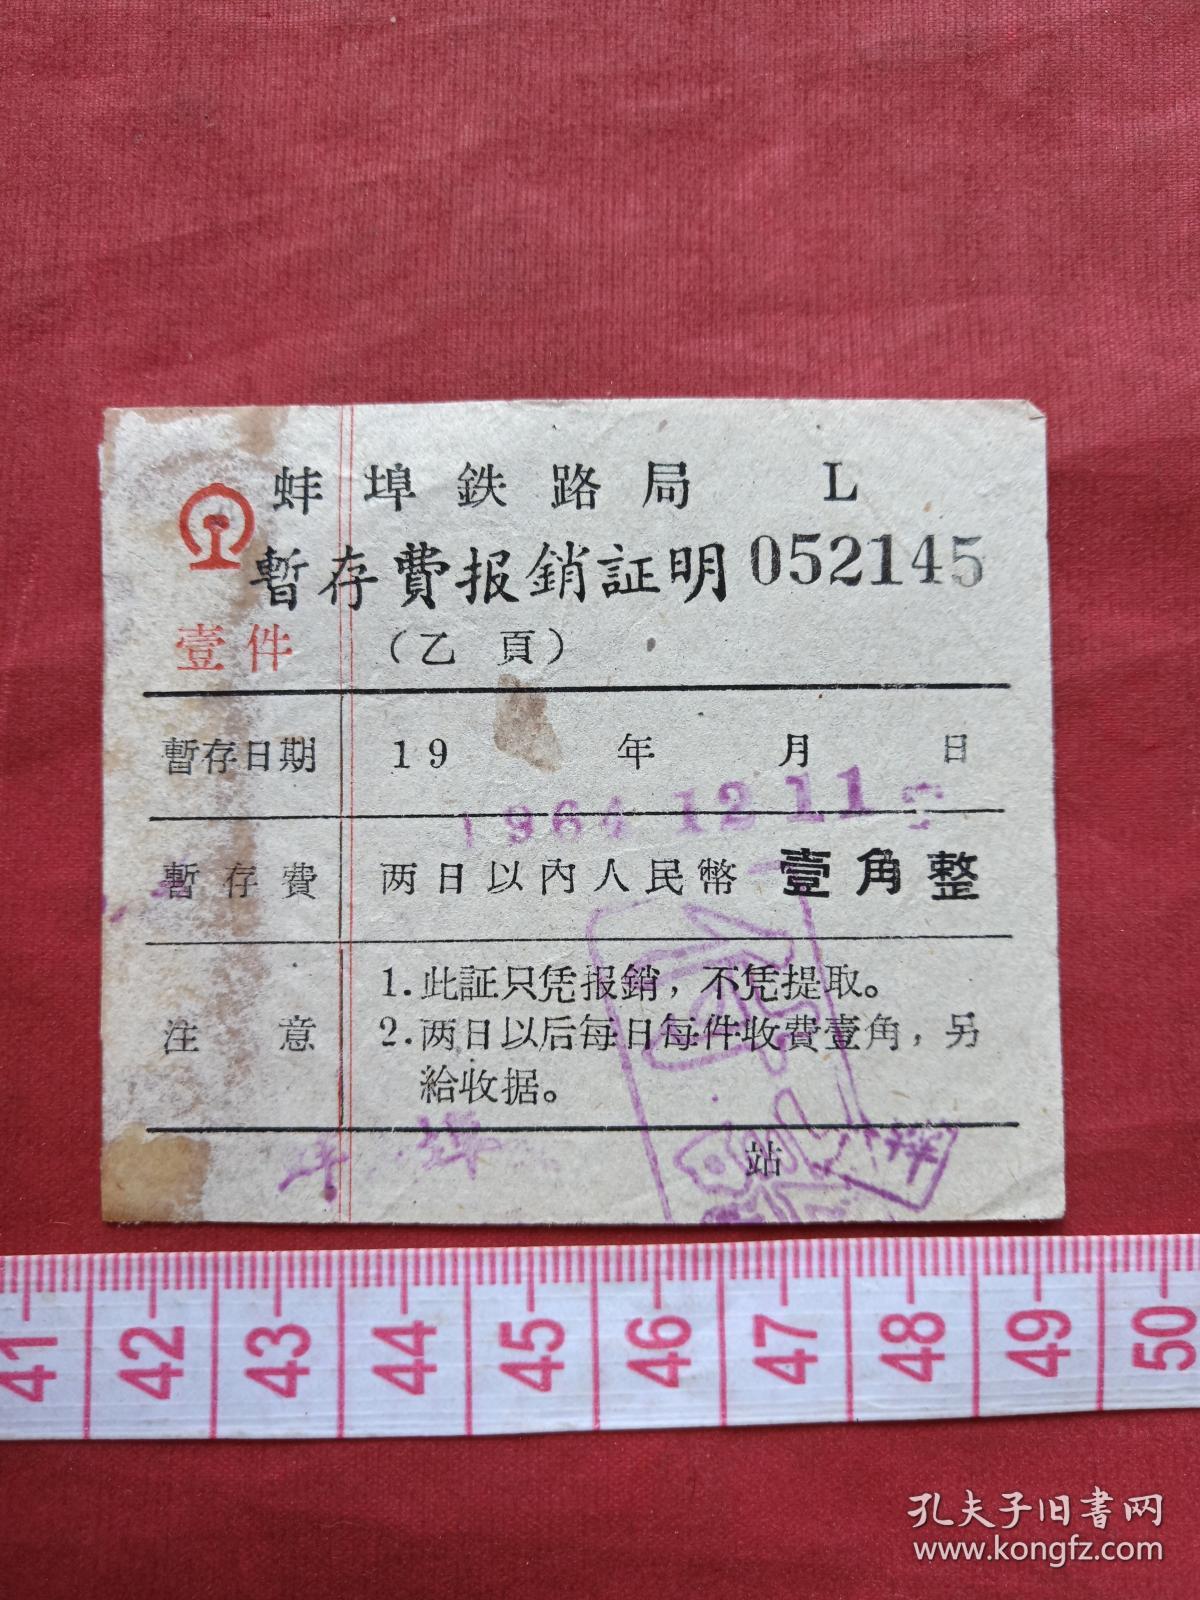 蚌埠鉄路局 L
暫存費报銷証明 052145
壹件 （乙頁）
暫存日期 19 年 月 日
1964 12 11
暫存費 两日以內人民幣 壹角整
注意 1. 此証只凭报銷，不凭提取。
2. 两日以后每日每件收費壹角，另
給收据。
站
41 42 43 44 45 46 47 48 49 50
孔夫子旧书网
www.kongfz.com